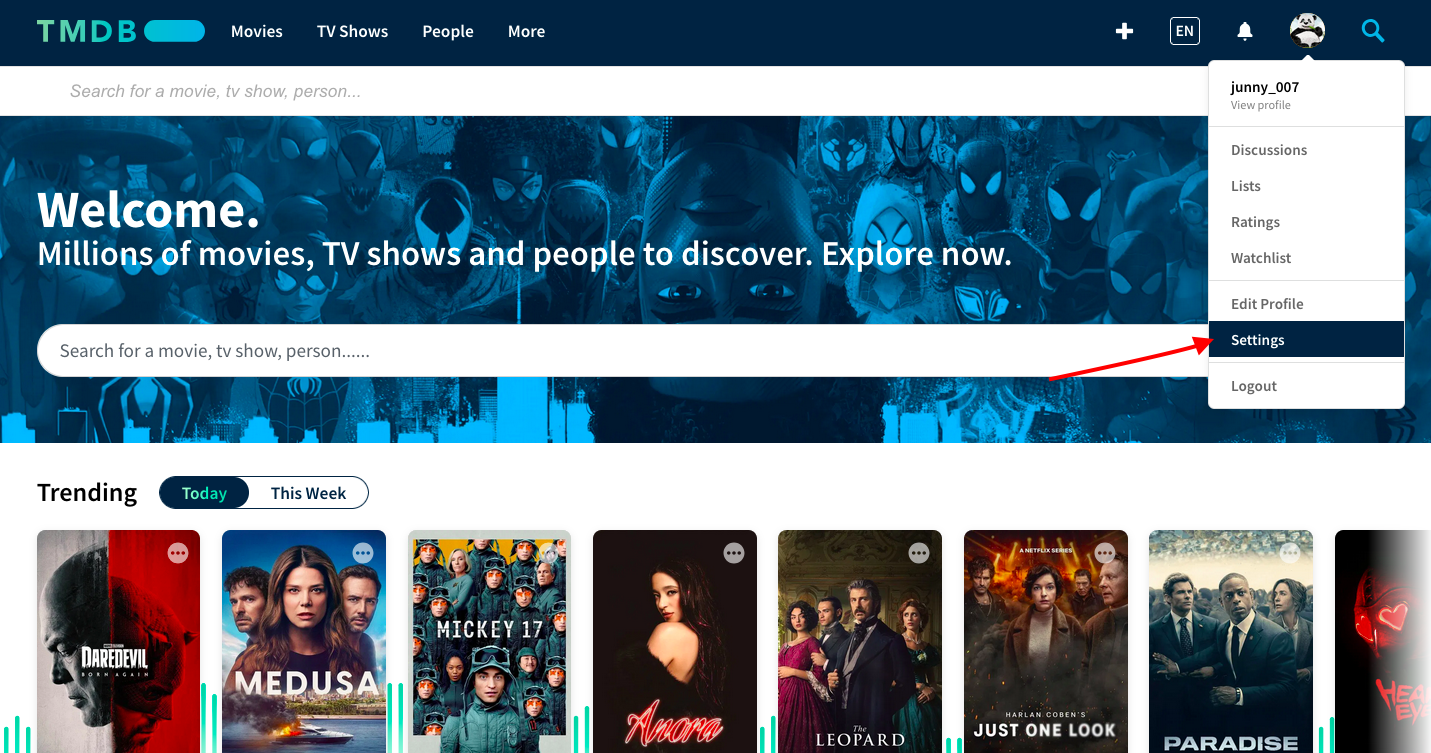 TMDB
Movies
TV Shows
People
More
EN
Search for a movie, tv show, person...
junny_007
View profile
Discussions
Lists
Ratings
Watchlist
Edit Profile
Settings
Logout
Welcome.
Millions of movies, TV shows and people to discover. Explore now.
Search for a movie, tv show, person......
Trending
Today
This Week
DAREDEVIL
BORN AGAIN
MEDUSA
MICKEY 17
Anora
The
LEOPARD
A NETFLIX SERIES
HARLAN COBEN'S
JUST ONE LOOK
PARADISE